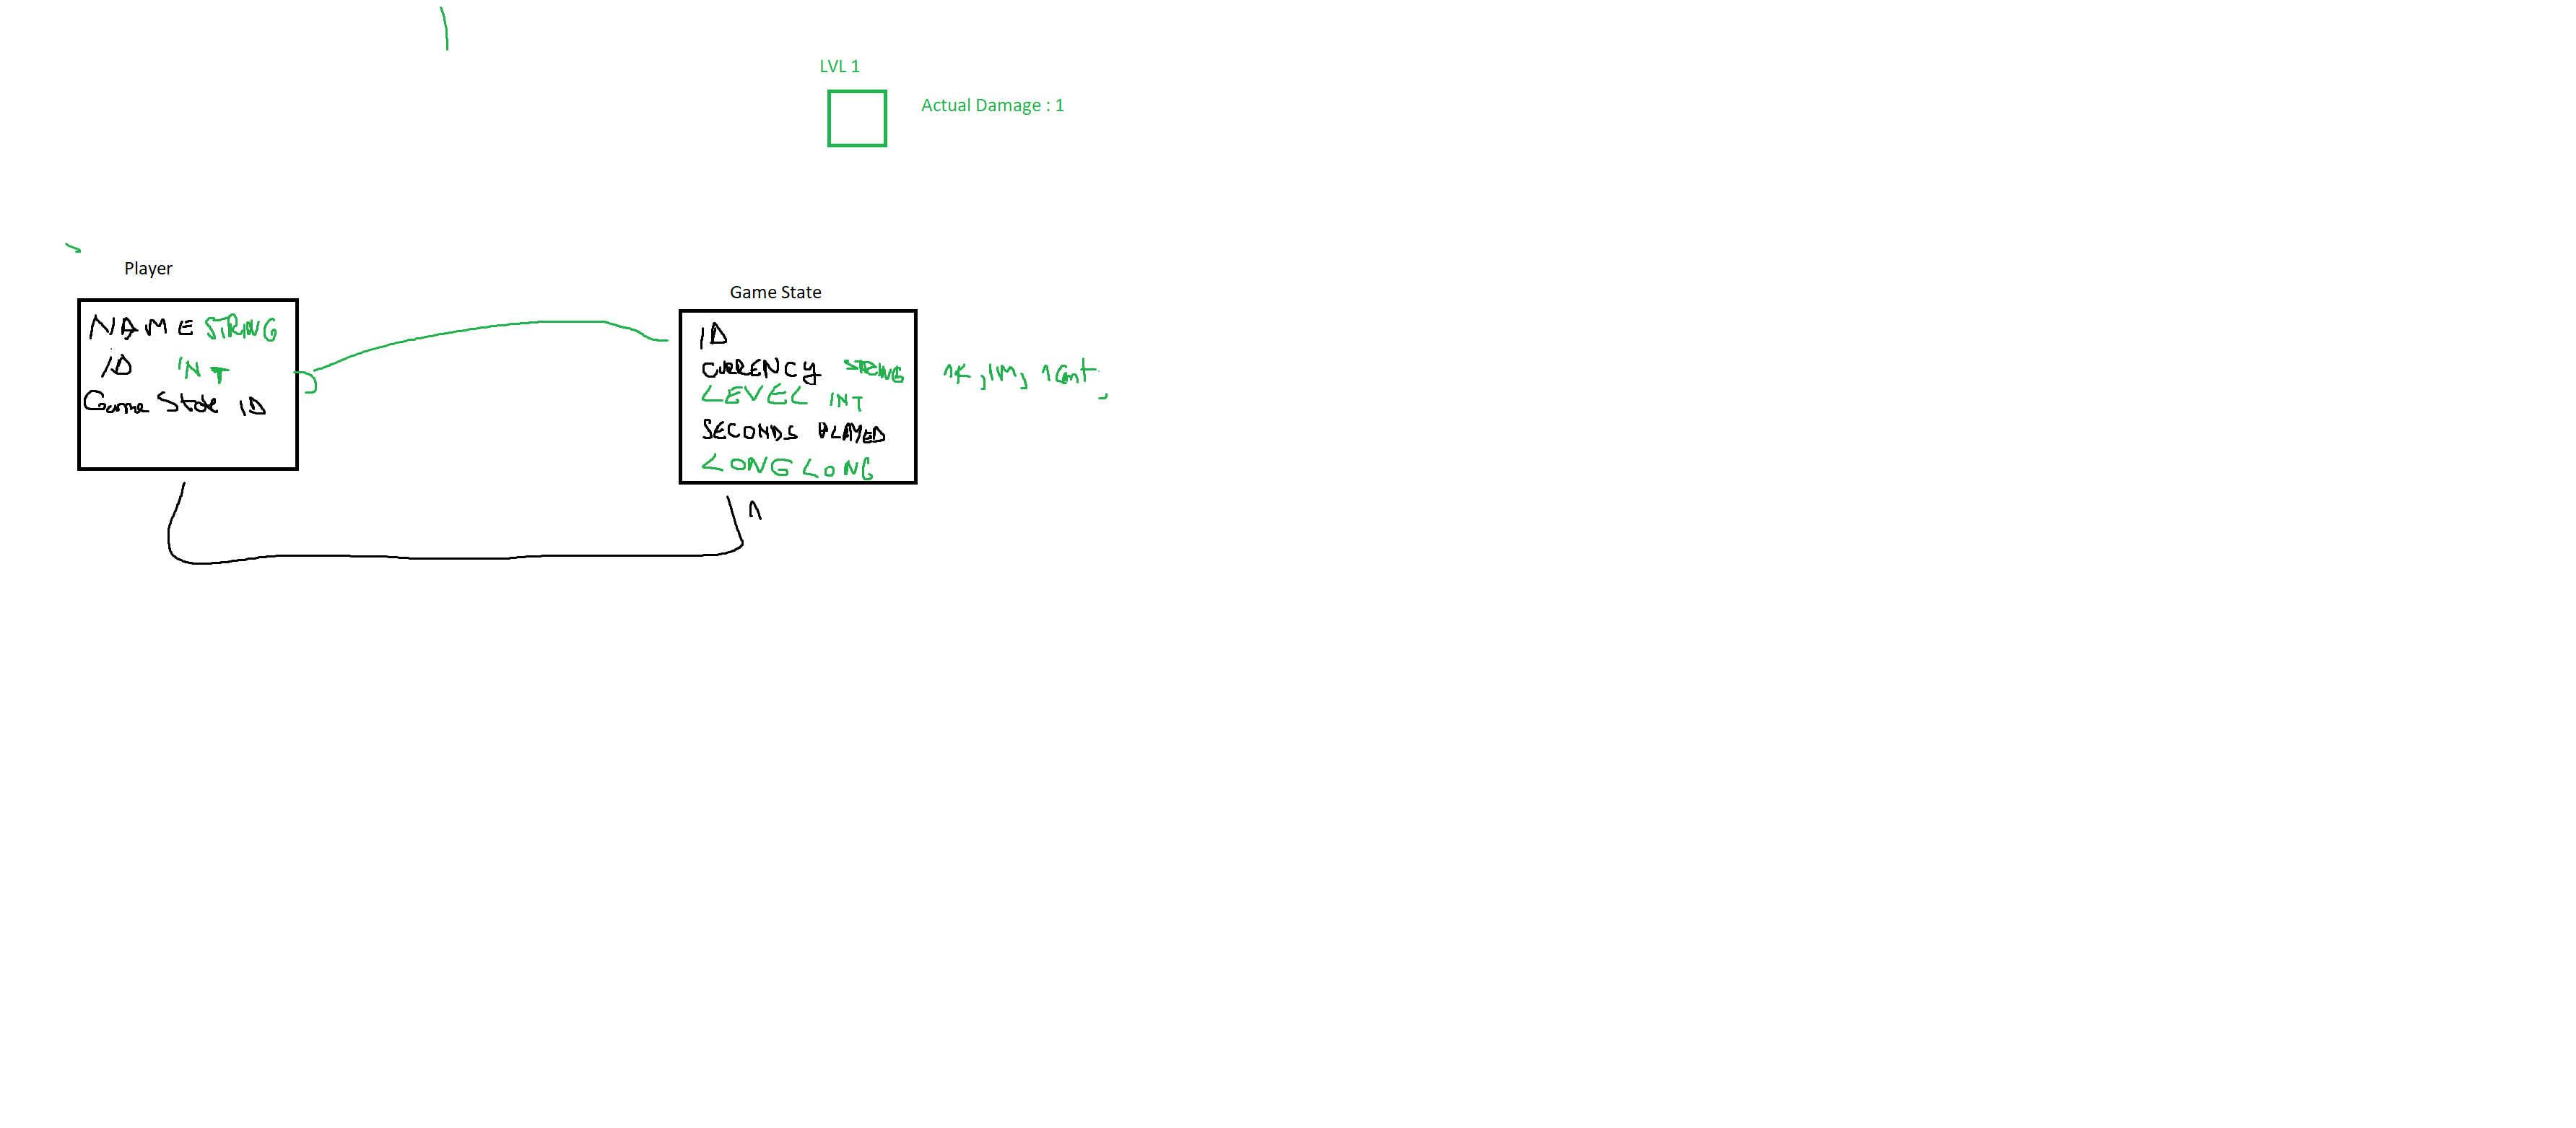 LVL 1
Actual Damage : 1
Player
NAME STRING
ID INT
Game State ID
Game State
ID
CURRENCY STRING 1K, 1M,
LEVEL INT
SECONDS PLAYED
LONG LONG